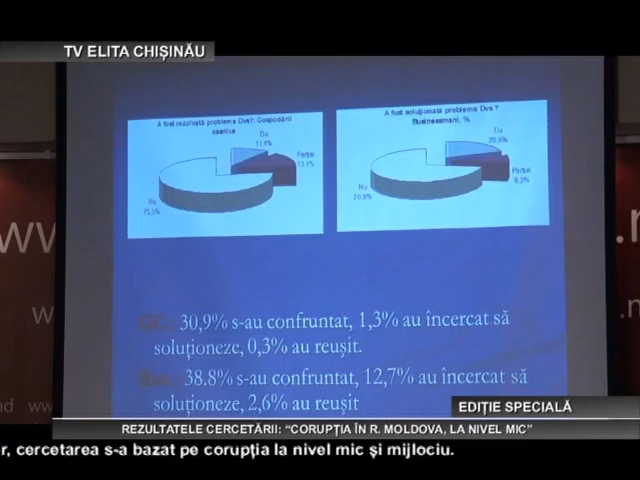 TV ELITA CHIȘINĂU
A fost rezolvată problema Dvs?: Gospodării
casnice
Da
11,4%
Parțial
13,1%
Nu
75,5%
A fost soluționată problema Dvs.?
Businessmani, %
Da
20,9%
Parțial
8,3%
Nu
70,8%
www.
.m
w
.n
nd www
GC: 30,9% s-au confruntat, 1,3% au încercat să
soluționeze, 0,3% au reușit.
38.8% s-au confruntat, 12,7% au încercat să
soluționeze, 2,6% au reușit
EDIȚIE SPECIALĂ
REZULTATELE CERCETĂRII: “CORUPȚIA ÎN R. MOLDOVA, LA NIVEL MIC”
r, cercetarea s-a bazat pe corupția la nivel mic și mijlociu.